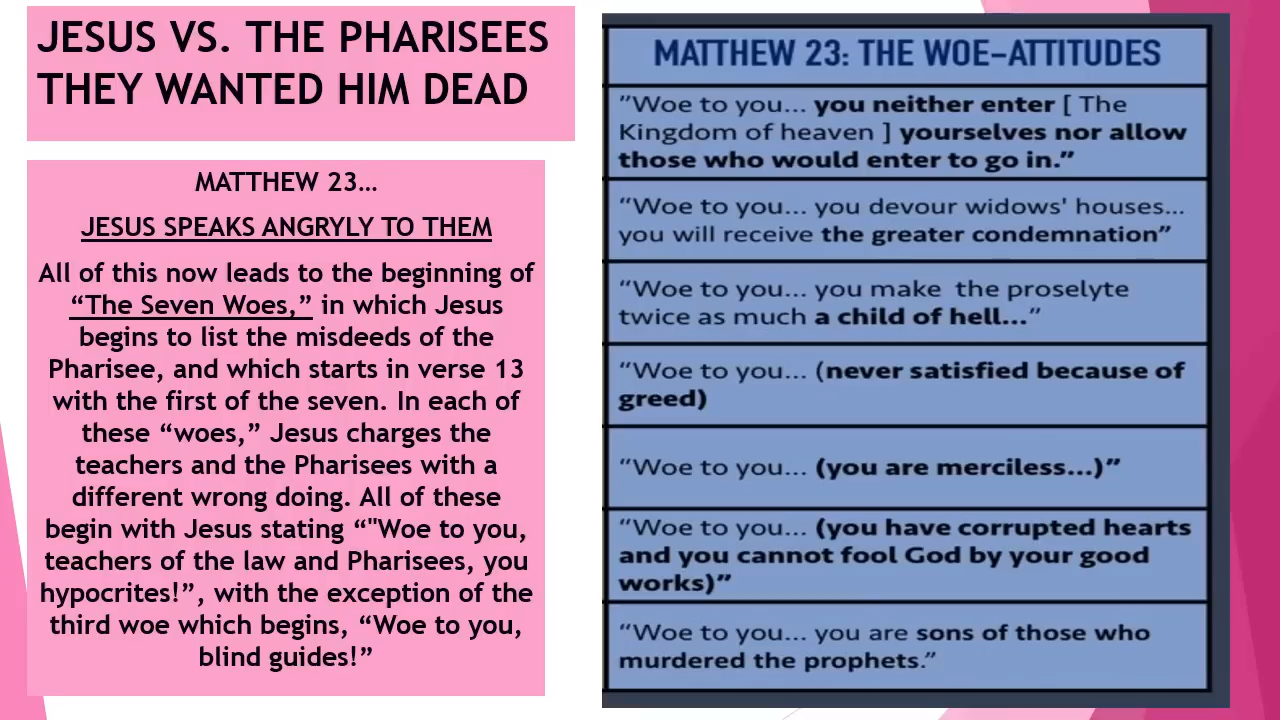 JESUS VS. THE PHARISEES
THEY WANTED HIM DEAD
MATTHEW 23…
JESUS SPEAKS ANGRYLY TO THEM
All of this now leads to the beginning of
“The Seven Woes,” in which Jesus
begins to list the misdeeds of the
Pharisee, and which starts in verse 13
with the first of the seven. In each of
these “woes,” Jesus charges the
teachers and the Pharisees with a
different wrong doing. All of these
begin with Jesus stating “"Woe to you,
teachers of the law and Pharisees, you
hypocrites!”, with the exception of the
third woe which begins, “Woe to you,
blind guides!”
MATTHEW 23: THE WOE–ATTITUDES
“Woe to you... you neither enter [ The
Kingdom of heaven ] yourselves nor allow
those who would enter to go in.”
“Woe to you... you devour widows' houses...
you will receive the greater condemnation”
“Woe to you... you make the proselyte
twice as much a child of hell...”
“Woe to you... (never satisfied because of
greed)
“Woe to you... (you are merciless...)”
“Woe to you... (you have corrupted hearts
and you cannot fool God by your good
works)”
“Woe to you... you are sons of those who
murdered the prophets.”